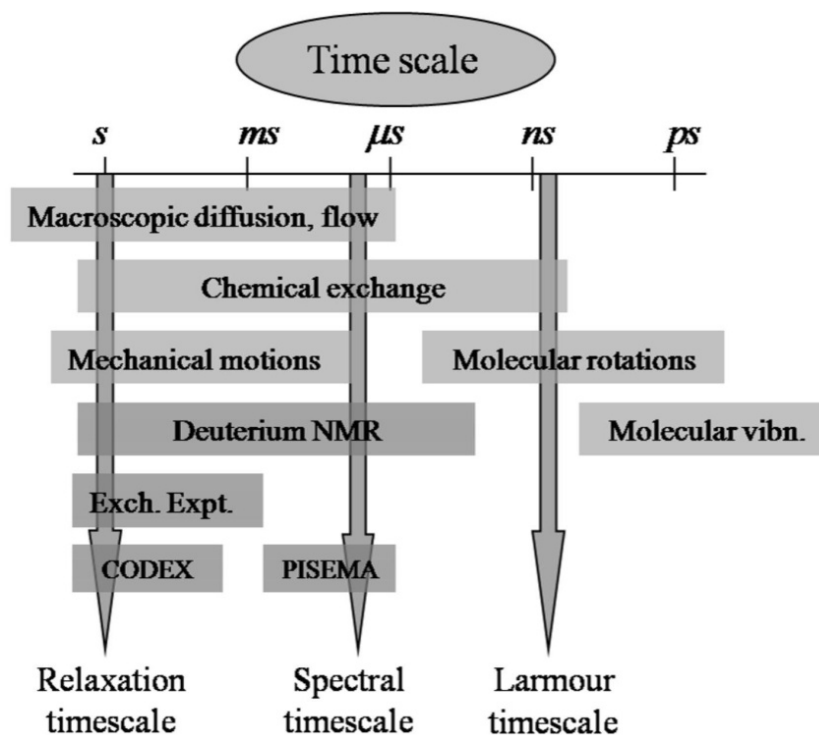 Time scale
s ms μs ns ps
Macroscopic diffusion, flow
Chemical exchange
Mechanical motions Molecular rotations
Deuterium NMR Molecular vibn.
Exch. Expt.
CODEX PISEMA
Relaxation Spectral Larmour
timescale timescale timescale